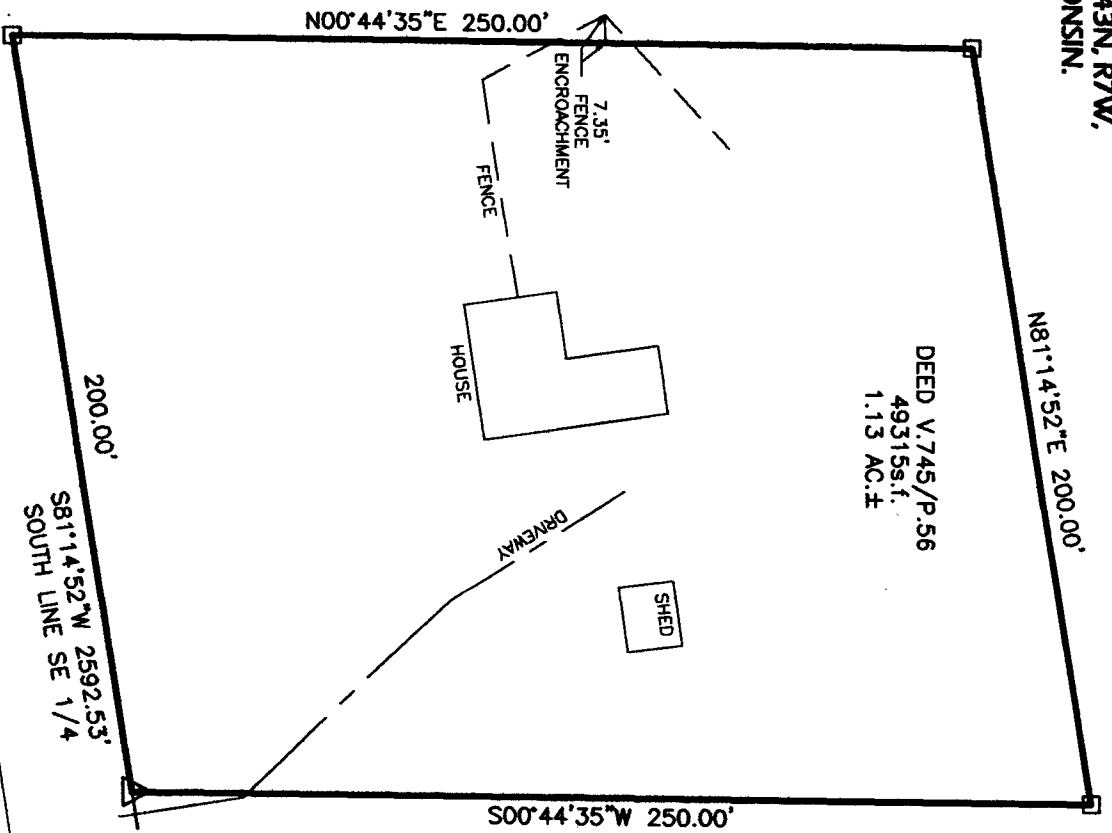 43N, R7W,
ONSIN.
N00°44'35"E 250.00'
7.35'
FENCE
ENCROACHMENT
FENCE
HOUSE
N81°14'52"E 200.00'
DEED V.745/P.56
49315s.f.
1.13 AC.±
DRIVEWAY
SHED
200.00'
S81°14'52"W 2592.53'
SOUTH LINE SE 1/4
S00°44'35"W 250.00'